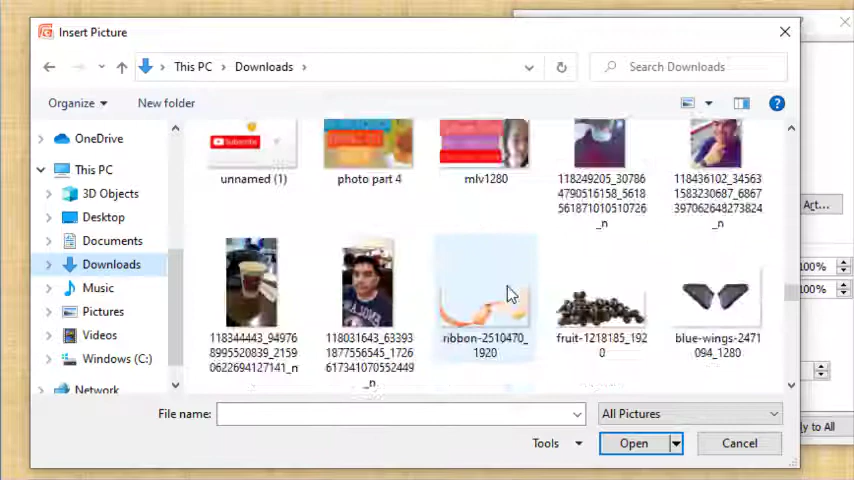 Insert Picture
This PC
Downloads
Search Downloads
Organize
New folder
OneDrive
This PC
3D Objects
Desktop
Documents
Downloads
Music
Pictures
Videos
Windows (C:)
Network
Subscribe
unnamed (1)
photo part 4
mlv1280
118249205_30786
4790516158_5618
561871010510726
_n
118436102_34563
1583230687_6867
397062648273824
_n
118344443_94976
8995520839_2159
0622694127141_n
118031643_63393
1877556545_1726
617341070552449
_n
ribbon-2510470_
1920
fruit-1218185_192
0
blue-wings-2471
094_1280
File name:
All Pictures
Tools
Open
Cancel
Act...
100%
100%
ly to All